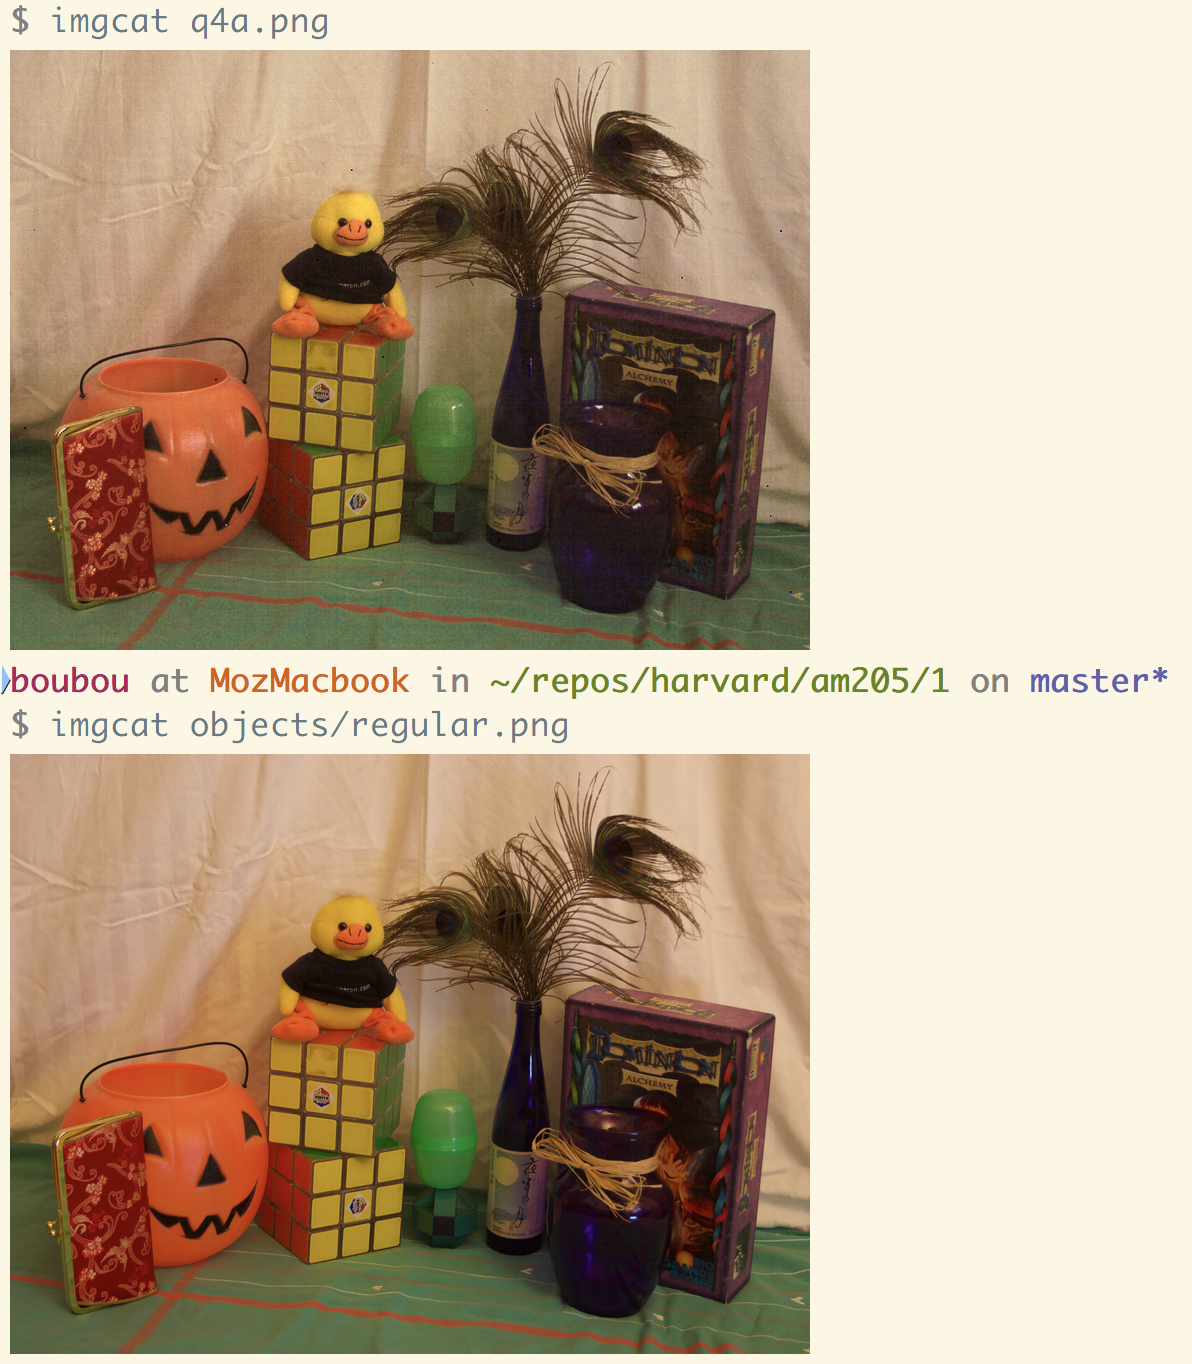 $ imgcat q4a.png
DOMINION
ALCHEMY
boubou at MozMacbook in ~/repos/harvard/am205/1 on master*
$ imgcat objects/regular.png
DOMINION
ALCHEMY